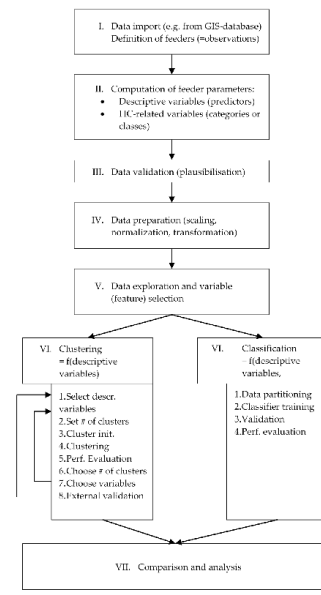 I. Data import (e.g. from GIS-database)
Definition of feeders (=observations)
II. Computation of feeder parameters:
• Descriptive variables (predictors)
• HC-related variables (categories or
classes)
III. Data validation (plausibilisation)
IV. Data preparation (scaling,
normalization, transformation)
V. Data exploration and variable
(feature) selection
VI. Clustering
= f(descriptive
variables)
1.Select descr.
variables
2.Set # of clusters
3.Cluster init.
4.Clustering
5.Perf. Evaluation
6.Choose # of clusters
7.Choose variables
8.External validation
VI. Classification
= f(descriptive
variables,
1.Data partitioning
2.Classifier training
3.Validation
4.Perf. evaluation
VII. Comparison and analysis